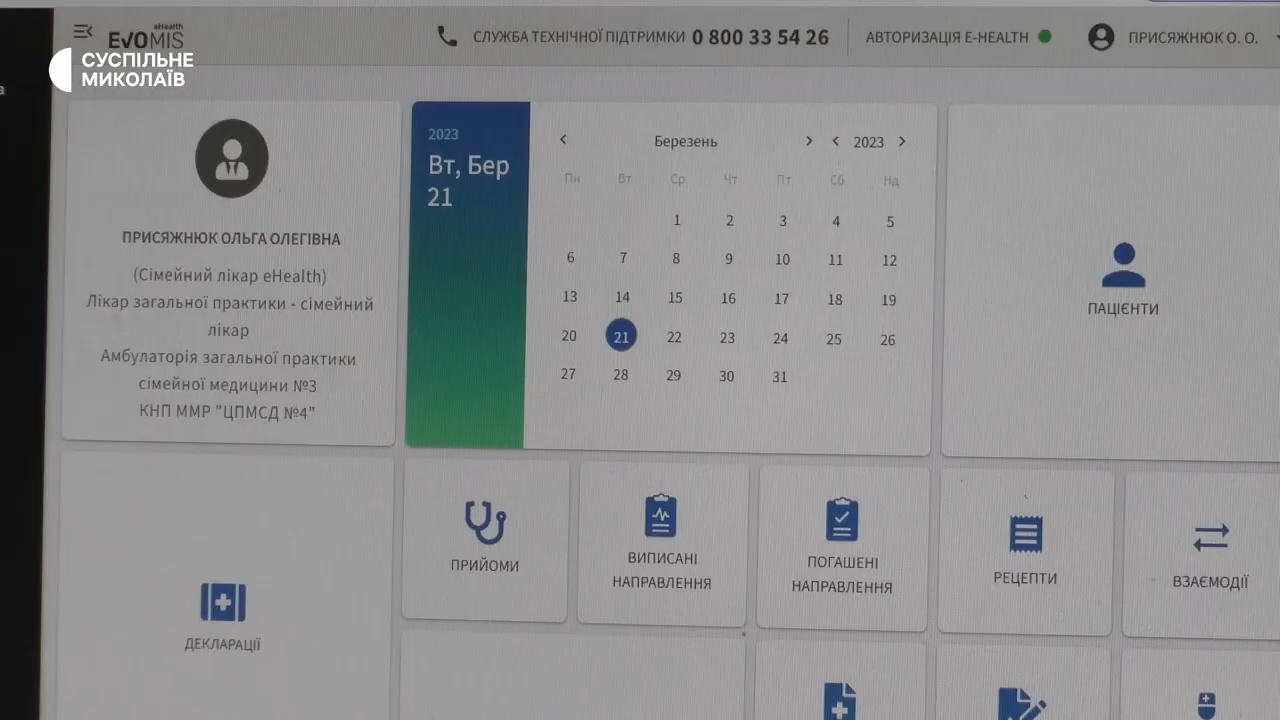 eHealth
EVOMIS
СУСПІЛЬНЕ
МИКОЛАЇВ
СЛУЖБА ТЕХНІЧНОЇ ПІДТРИМКИ 0 800 33 54 26
АВТОРИЗАЦІЯ E-HEALTH
ПРИСЯЖНЮК О. О.
ПРИСЯЖНЮК ОЛЬГА ОЛЕГІВНА
(Сімейний лікар eHealth)
Лікар загальної практики - сімейний
лікар
Амбулаторія загальної практики
сімейної медицини №3
КНП ММР "ЦПМСД №4"
2023
Вт, Бер
21
Березень 2023
Пн Вт Ср Чт Пт Сб Нд
1 2 3 4 5
6 7 8 9 10 11 12
13 14 15 16 17 18 19
20 21 22 23 24 25 26
27 28 29 30 31
ПАЦІЄНТИ
ДЕКЛАРАЦІЇ
ПРИЙОМИ
ВИПИСАНІ
НАПРАВЛЕННЯ
ПОГАШЕНІ
НАПРАВЛЕННЯ
РЕЦЕПТИ
ВЗАЄМОДІЇ